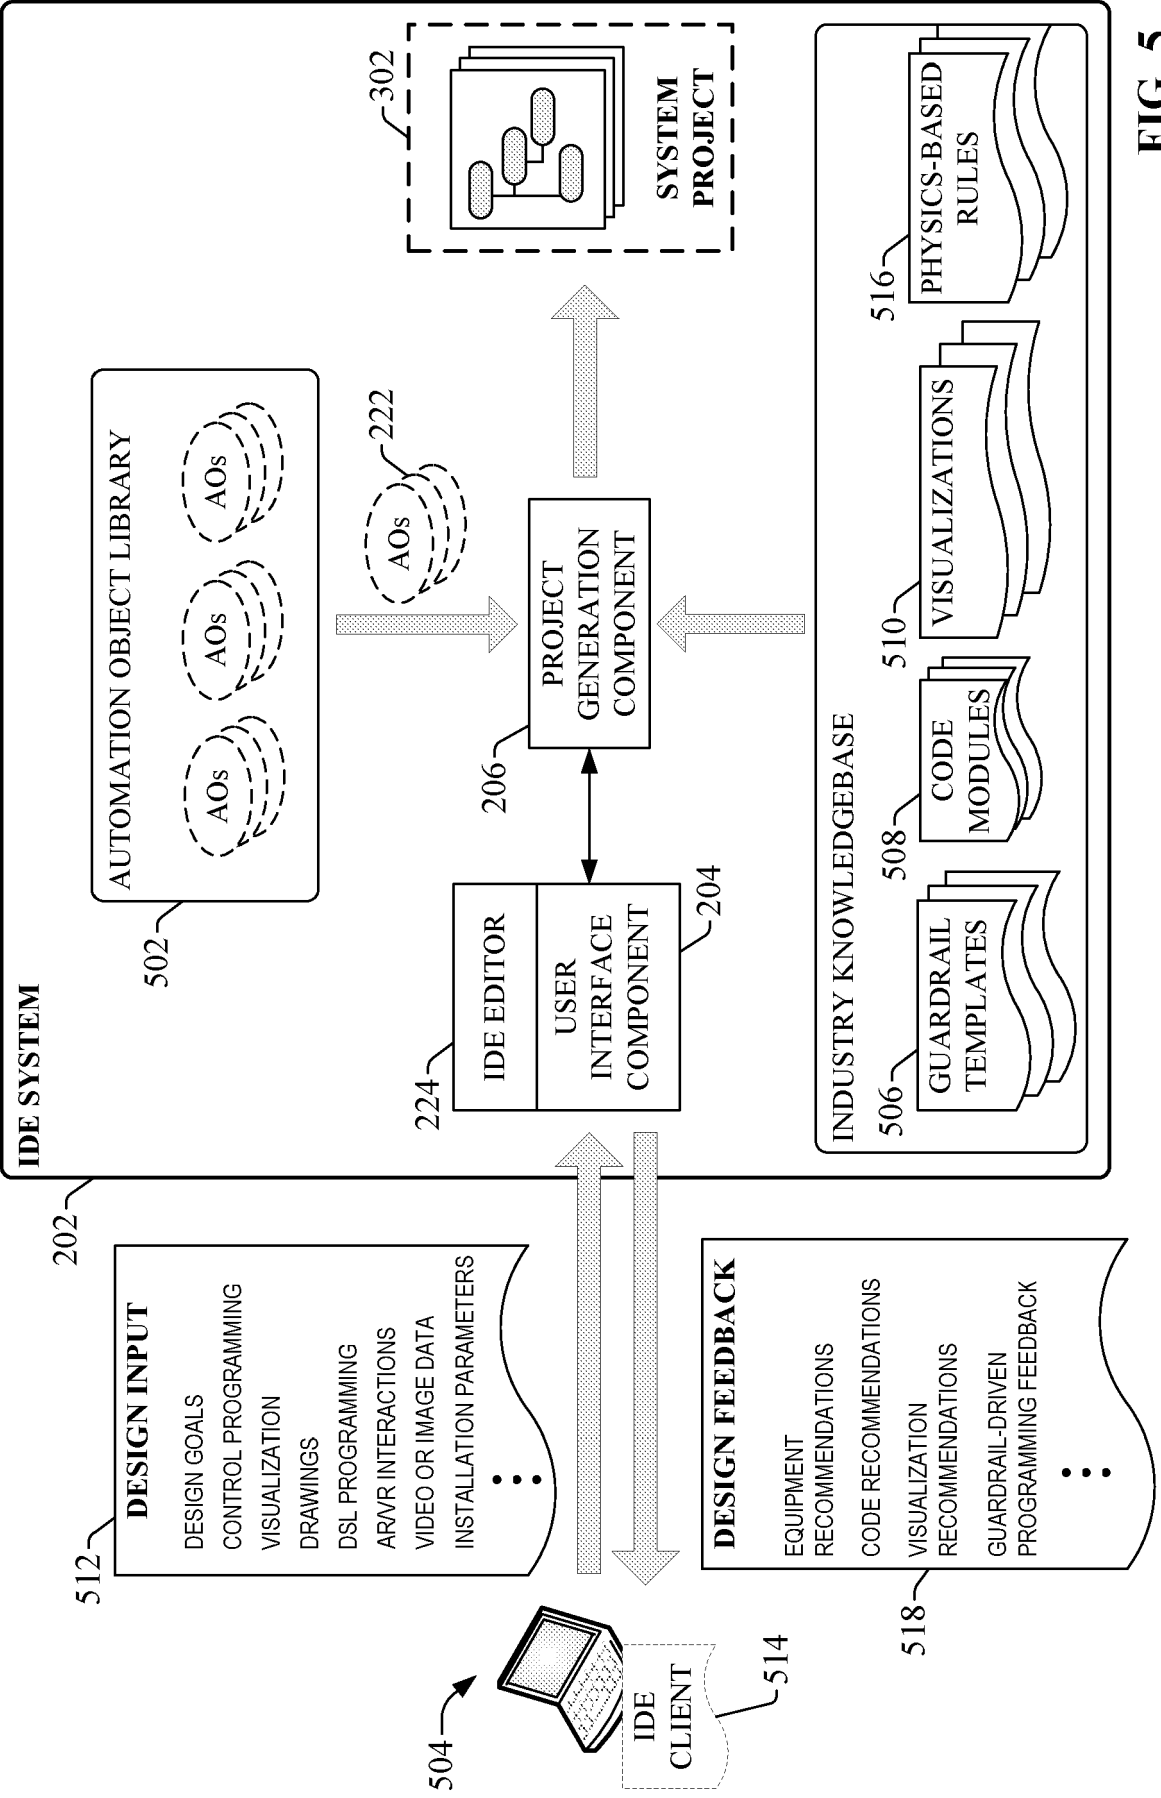 202
IDE SYSTEM
502
AUTOMATION OBJECT LIBRARY
AOs
AOs
AOs
AOs
222
302
SYSTEM
PROJECT
512
DESIGN INPUT
DESIGN GOALS
CONTROL PROGRAMMING
VISUALIZATION
DRAWINGS
DSL PROGRAMMING
AR/VR INTERACTIONS
VIDEO OR IMAGE DATA
INSTALLATION PARAMETERS
504
IDE
CLIENT
514
224
IDE EDITOR
USER
INTERFACE
COMPONENT
204
206
PROJECT
GENERATION
COMPONENT
DESIGN FEEDBACK
EQUIPMENT
RECOMMENDATIONS
CODE RECOMMENDATIONS
VISUALIZATION
RECOMMENDATIONS
GUARDRAIL-DRIVEN
PROGRAMMING FEEDBACK
518
INDUSTRY KNOWLEDGEBASE
506
GUARDRAIL
TEMPLATES
508
CODE
MODULES
510
VISUALIZATIONS
516
PHYSICS-BASED
RULES
FIG. 5